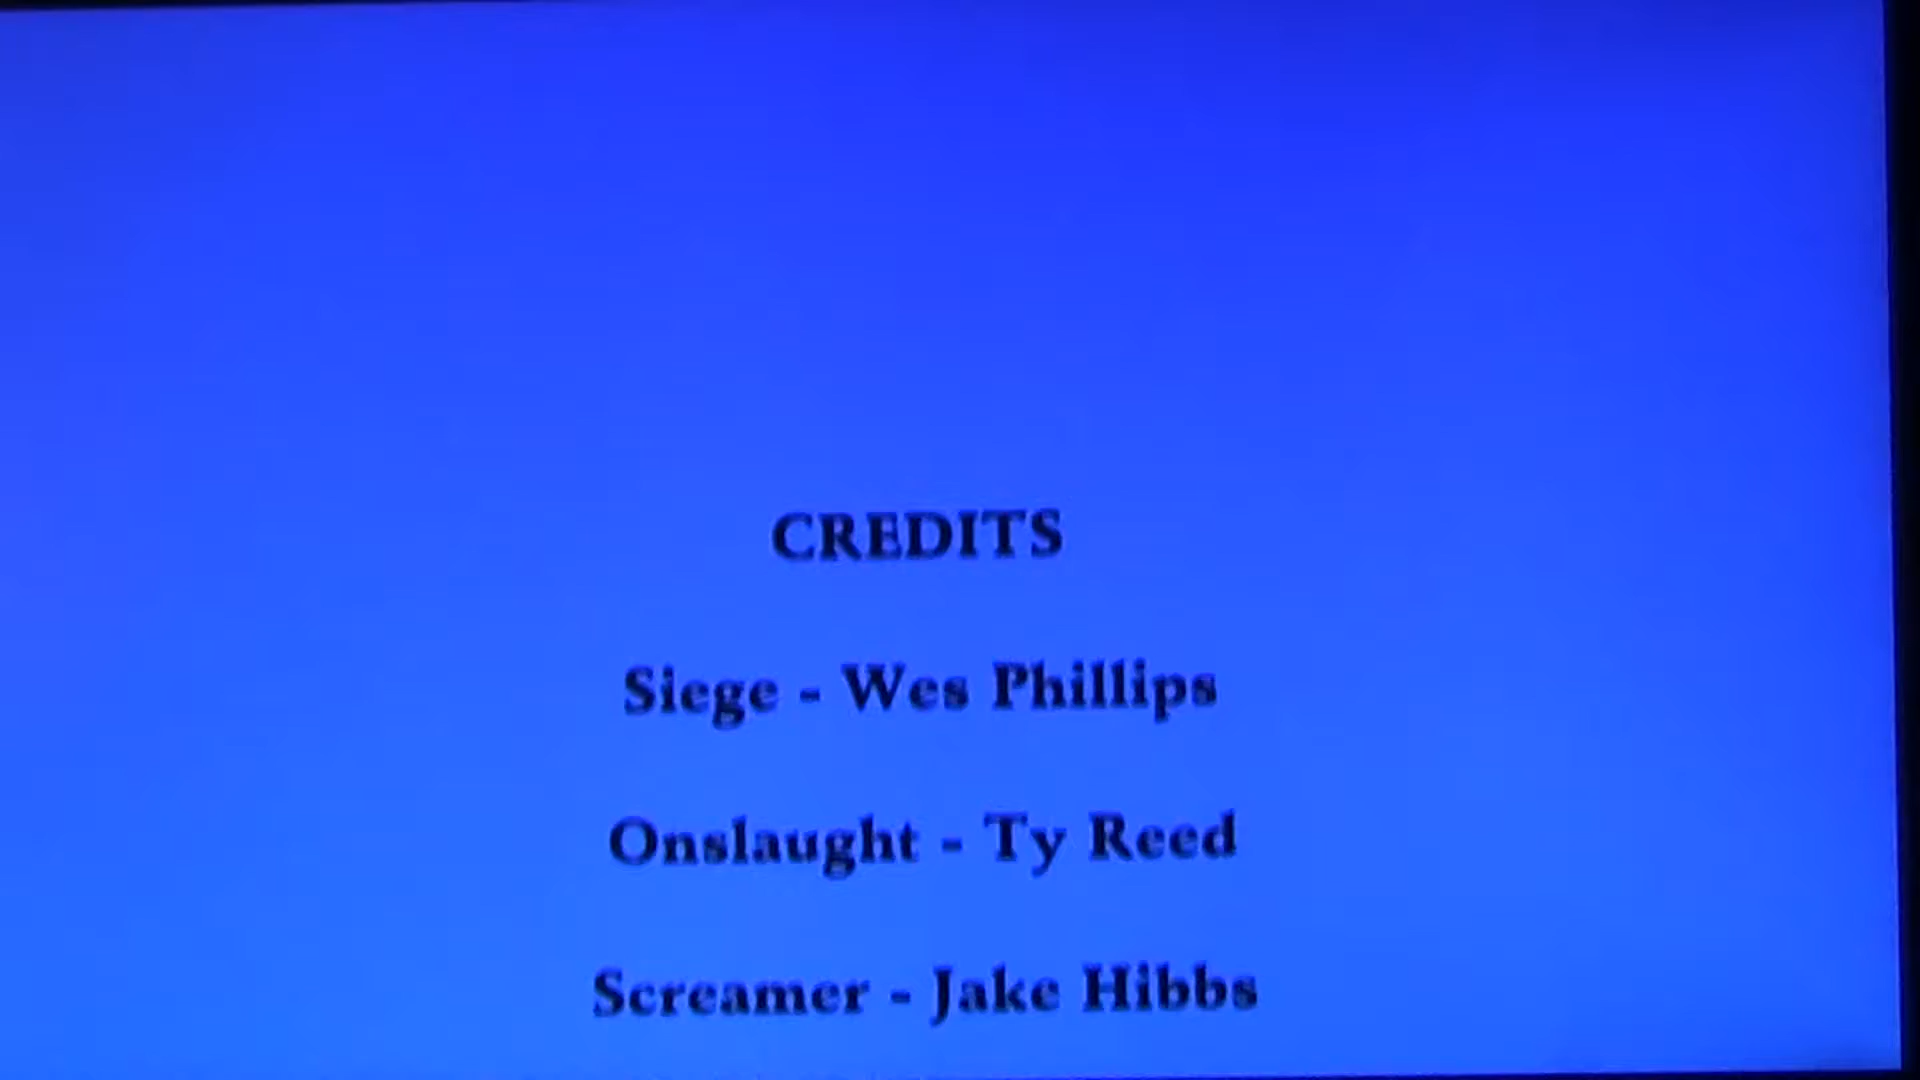 CREDITS
Siege - Wes Phillips
Onslaught - Ty Reed
Screamer - Jake Hibbs